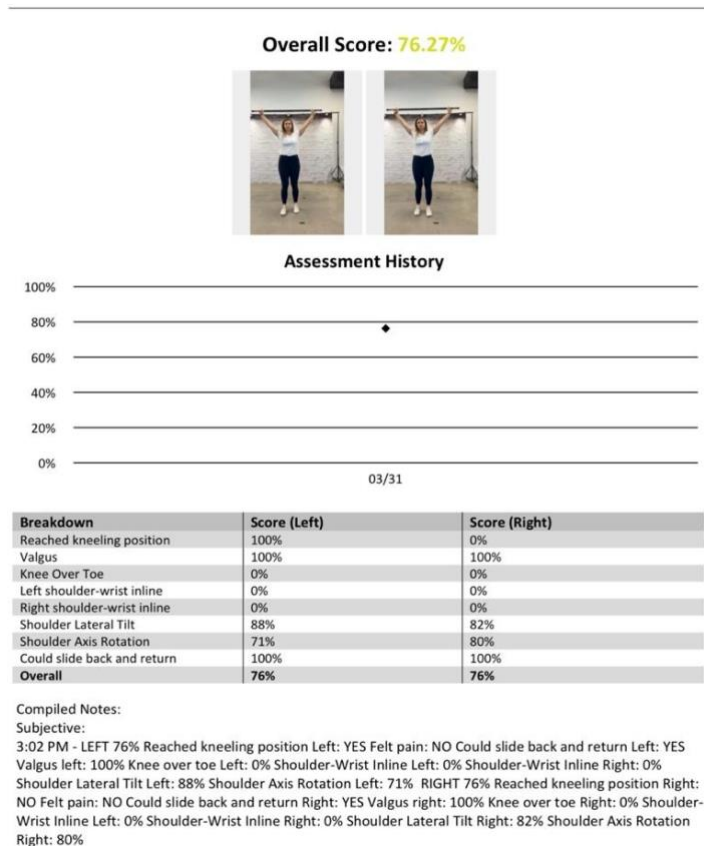 Overall Score: 76.27%
Assessment History
100%
80%
60%
40%
20%
0%
03/31
Breakdown Score (Left) Score (Right)
Reached kneeling position 100% 0%
Valgus 100% 100%
Knee Over Toe 0% 0%
Left shoulder-wrist inline 0% 0%
Right shoulder-wrist inline 0% 0%
Shoulder Lateral Tilt 88% 82%
Shoulder Axis Rotation 71% 80%
Could slide back and return 100% 100%
Overall 76% 76%
Compiled Notes:
Subjective:
3:02 PM - LEFT 76% Reached kneeling position Left: YES Felt pain: NO Could slide back and return Left: YES
Valgus left: 100% Knee over toe Left: 0% Shoulder-Wrist Inline Left: 0% Shoulder-Wrist Inline Right: 0%
Shoulder Lateral Tilt Left: 88% Shoulder Axis Rotation Left: 71% RIGHT 76% Reached kneeling position Right:
NO Felt pain: NO Could slide back and return Right: YES Valgus right: 100% Knee over toe Right: 0% Shoulder-
Wrist Inline Left: 0% Shoulder-Wrist Inline Right: 0% Shoulder Lateral Tilt Right: 82% Shoulder Axis Rotation
Right: 80%